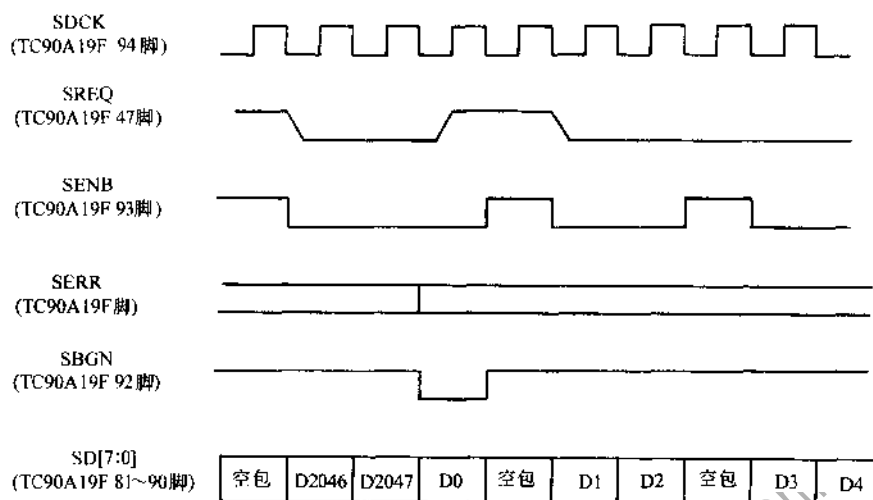 SDCK
(TC90A19F 94脚)
SREQ
(TC90A19F 47脚)
SENB
(TC90A19F 93脚)
SERR
(TC90A19F脚)
SBGN
(TC90A19F 92脚)
SD[7:0]
(TC90A19F 81～90脚)
空包 D2046 D2047 D0 空包 D1 D2 空包 D3 D4